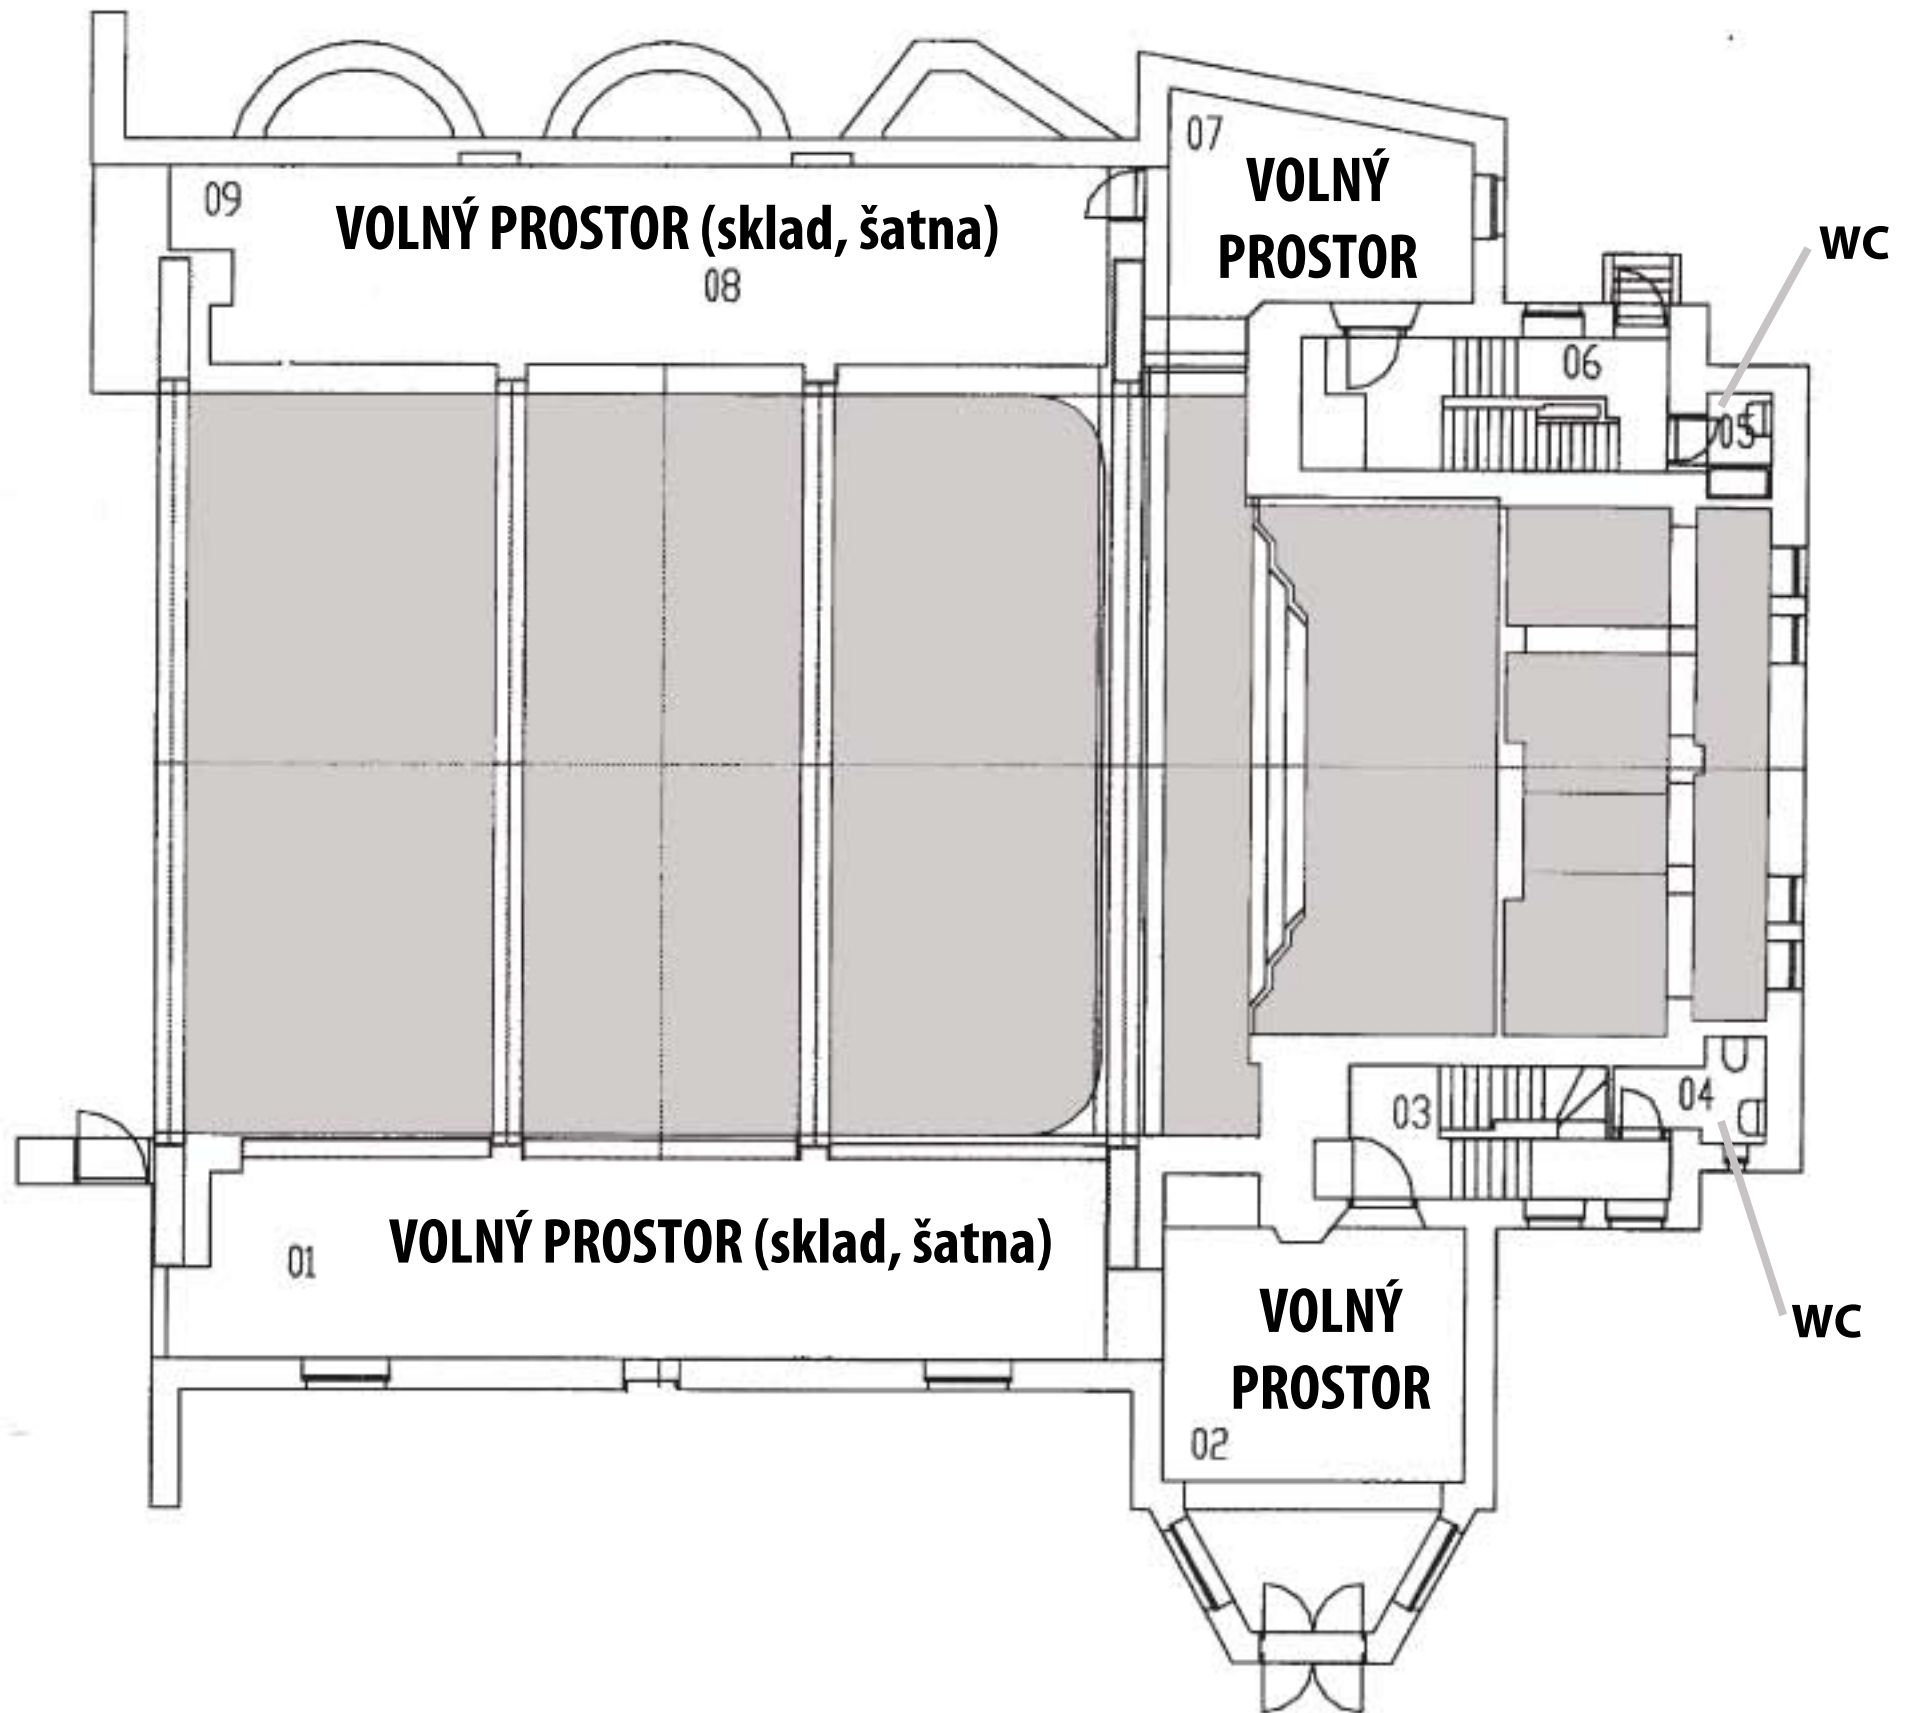 07
VOLNÝ
PROSTOR
09
VOLNÝ PROSTOR (sklad, šatna)
08
WC
06
05
04
03
VOLNÝ PROSTOR (sklad, šatna)
01
VOLNÝ
PROSTOR
02
WC